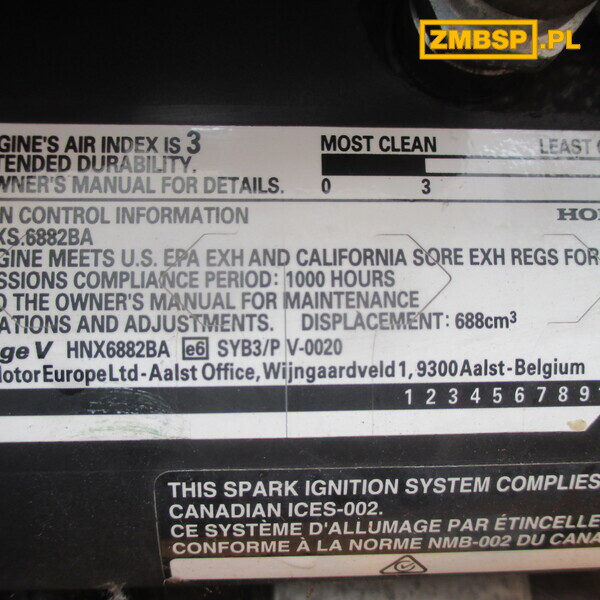 ZMBSP.PL
GINE'S AIR INDEX IS 3
TENDED DURABILITY.
WNER'S MANUAL FOR DETAILS.
MOST CLEAN LEAST
0 3
N CONTROL INFORMATION
HO
KS.6882BA
GINE MEETS U.S. EPA EXH AND CALIFORNIA SORE EXH REGS FOR
SSIONS COMPLIANCE PERIOD: 1000 HOURS
O THE OWNER'S MANUAL FOR MAINTENANCE
ATIONS AND ADJUSTMENTS. DISPLACEMENT: 688cm³
ge V HNX6882BA e6 SYB3/P V-0020
MotorEuropeLtd-Aalst Office, Wijngaardveld 1, 9300 Aalst-Belgium
1 2 3 4 5 6 7 8 9
THIS SPARK IGNITION SYSTEM COMPLIES
CANADIAN ICES-002.
CE SYSTÈME D'ALLUMAGE PAR ÉTINCELLE
CONFORME À LA NORME NMB-002 DU CANA